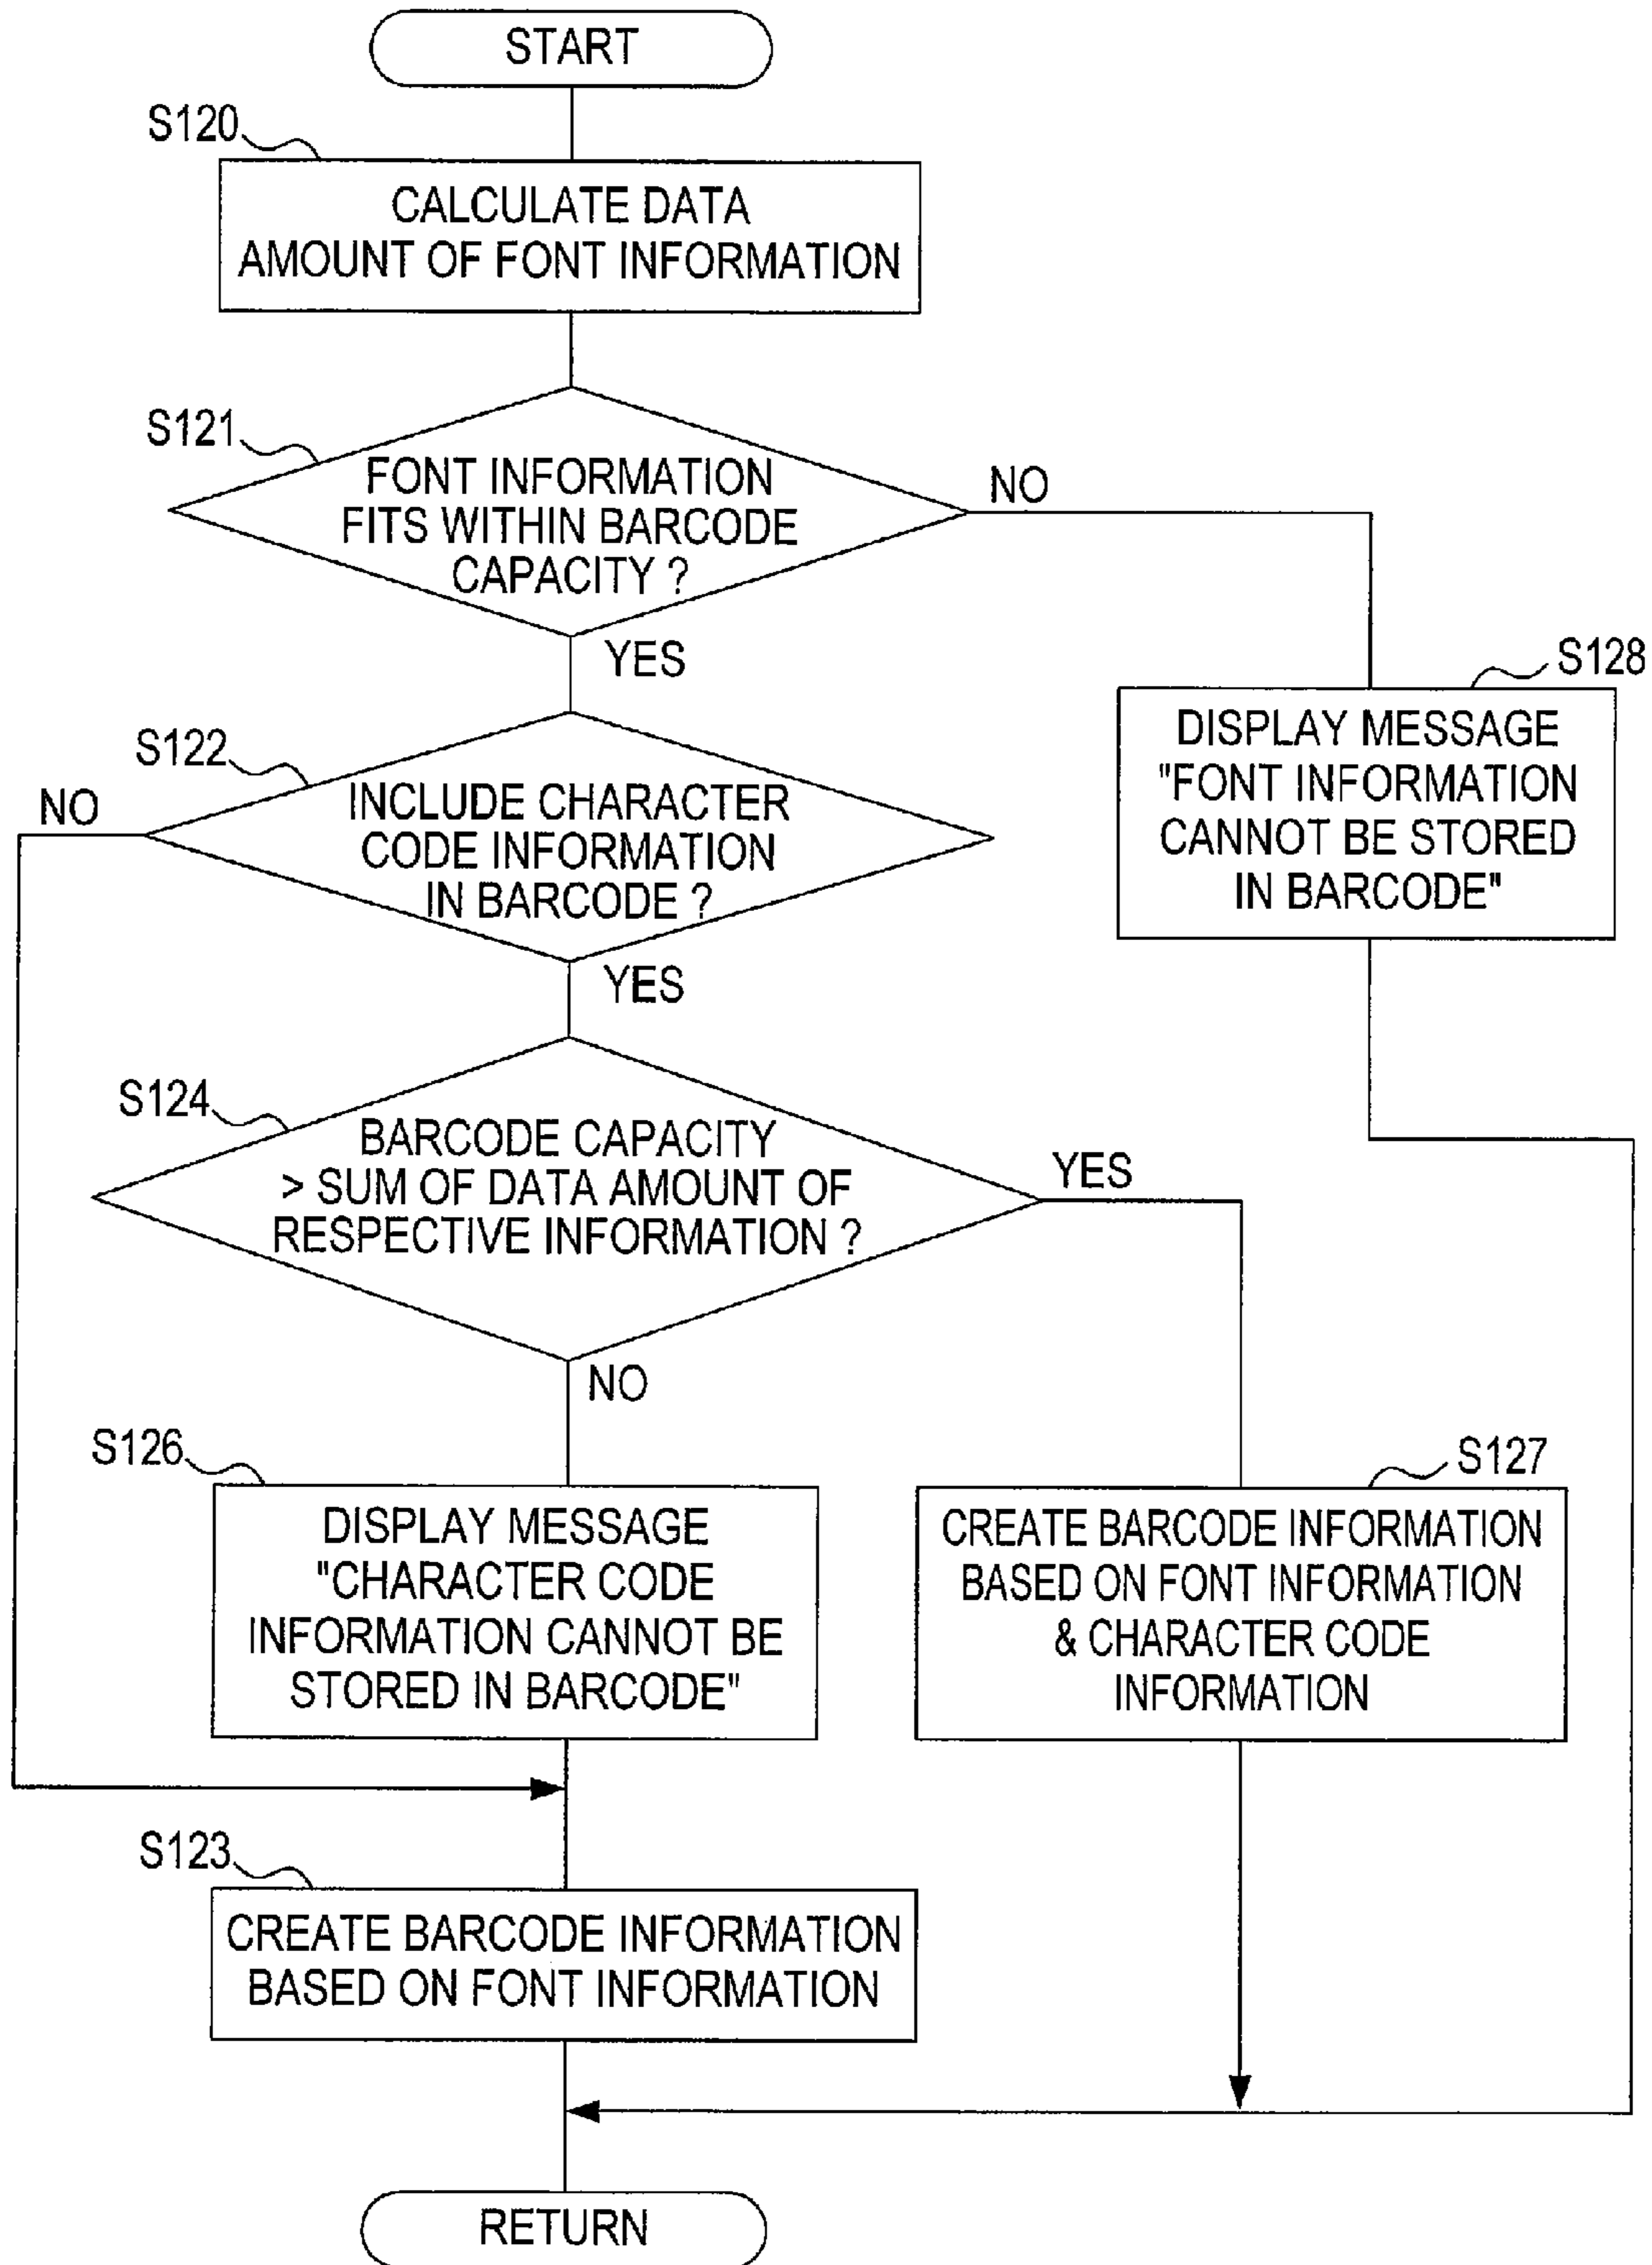 START
S120
CALCULATE DATA
AMOUNT OF FONT INFORMATION
S121
FONT INFORMATION
FITS WITHIN BARCODE
CAPACITY ?
NO
YES
S128
DISPLAY MESSAGE
"FONT INFORMATION
CANNOT BE STORED
IN BARCODE"
S122
NO
INCLUDE CHARACTER
CODE INFORMATION
IN BARCODE ?
YES
S124
BARCODE CAPACITY
> SUM OF DATA AMOUNT OF
RESPECTIVE INFORMATION ?
YES
NO
S126
DISPLAY MESSAGE
"CHARACTER CODE
INFORMATION CANNOT BE
STORED IN BARCODE"
S127
CREATE BARCODE INFORMATION
BASED ON FONT INFORMATION
& CHARACTER CODE
INFORMATION
S123
CREATE BARCODE INFORMATION
BASED ON FONT INFORMATION
RETURN